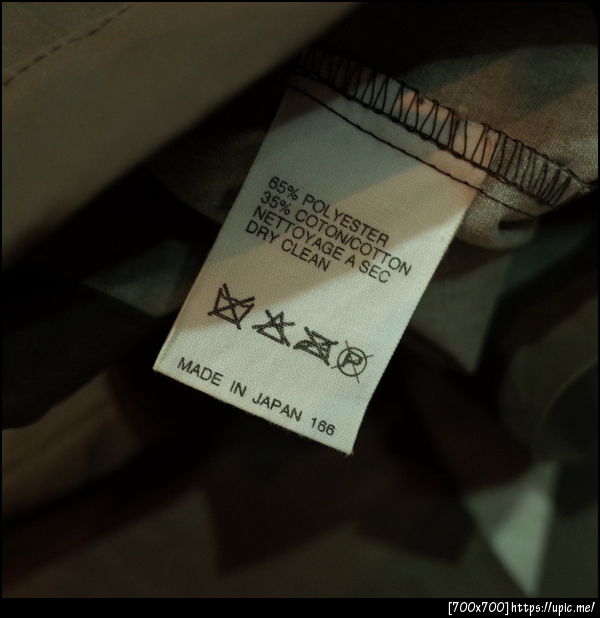 65% POLYESTER
35% COTON/COTTON
NETTOYAGE A SEC
DRY CLEAN
P
MADE IN JAPAN 166
[700x700]https://upic.me/